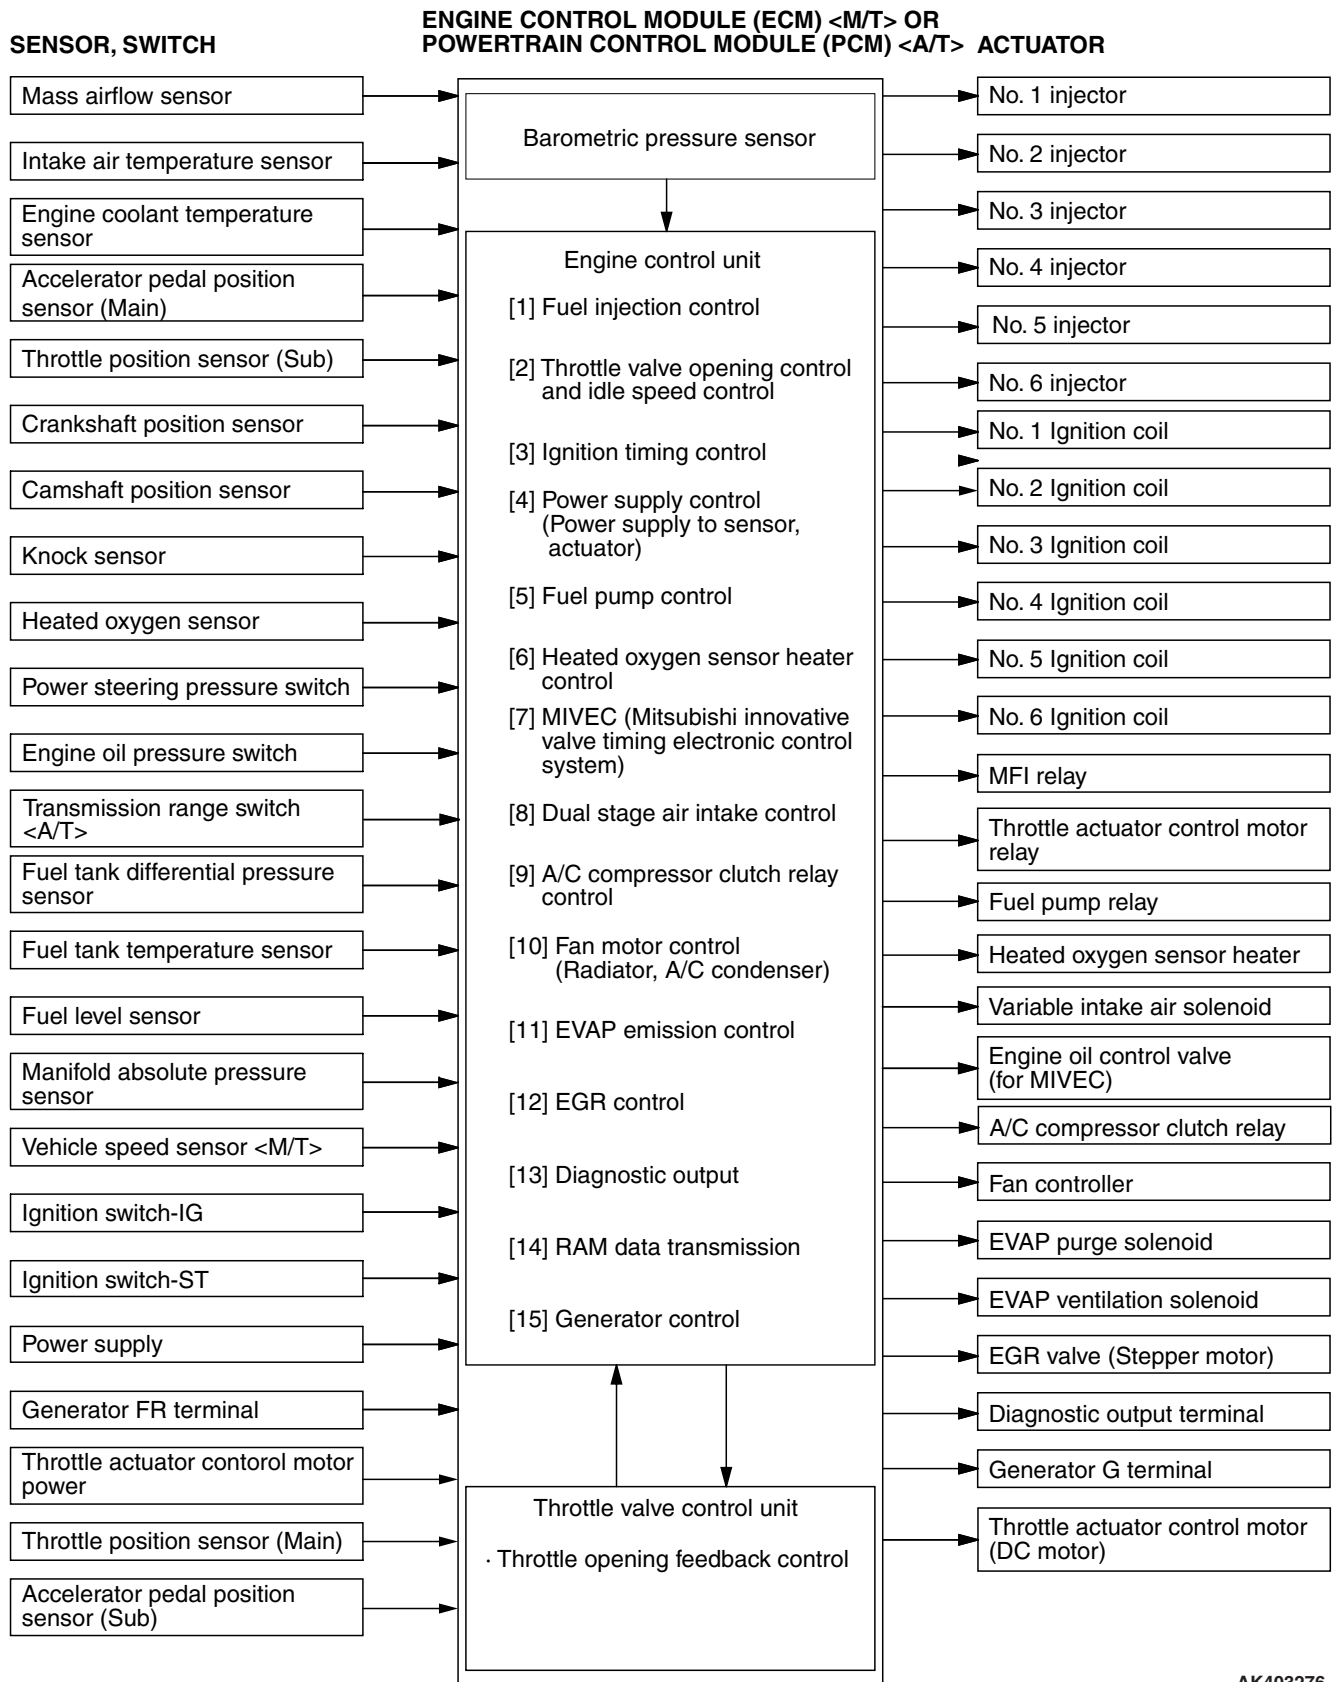 ENGINE CONTROL MODULE (ECM) <M/T> OR
SENSOR, SWITCH
POWERTRAIN CONTROL MODULE (PCM) <A/T>
ACTUATOR
Mass airflow sensor
Intake air temperature sensor
Engine coolant temperature
sensor
Accelerator pedal position
sensor (Main)
Throttle position sensor (Sub)
Crankshaft position sensor
Camshaft position sensor
Knock sensor
Heated oxygen sensor
Power steering pressure switch
Engine oil pressure switch
Transmission range switch
<A/T>
Fuel tank differential pressure
sensor
Fuel tank temperature sensor
Fuel level sensor
Manifold absolute pressure
sensor
Vehicle speed sensor <M/T>
Ignition switch-IG
Ignition switch-ST
Power supply
Generator FR terminal
Throttle actuator contorol motor
power
Throttle position sensor (Main)
Accelerator pedal position
sensor (Sub)
Barometric pressure sensor
Engine control unit
[1] Fuel injection control
[2] Throttle valve opening control
and idle speed control
[3] Ignition timing control
[4] Power supply control
(Power supply to sensor,
actuator)
[5] Fuel pump control
[6] Heated oxygen sensor heater
control
[7] MIVEC (Mitsubishi innovative
valve timing electronic control
system)
[8] Dual stage air intake control
[9] A/C compressor clutch relay
control
[10] Fan motor control
(Radiator, A/C condenser)
[11] EVAP emission control
[12] EGR control
[13] Diagnostic output
[14] RAM data transmission
[15] Generator control
Throttle valve control unit
· Throttle opening feedback control
No. 1 injector
No. 2 injector
No. 3 injector
No. 4 injector
No. 5 injector
No. 6 injector
No. 1 Ignition coil
No. 2 Ignition coil
No. 3 Ignition coil
No. 4 Ignition coil
No. 5 Ignition coil
No. 6 Ignition coil
MFI relay
Throttle actuator control motor
relay
Fuel pump relay
Heated oxygen sensor heater
Variable intake air solenoid
Engine oil control valve
(for MIVEC)
A/C compressor clutch relay
Fan controller
EVAP purge solenoid
EVAP ventilation solenoid
EGR valve (Stepper motor)
Diagnostic output terminal
Generator G terminal
Throttle actuator control motor
(DC motor)
AK403276